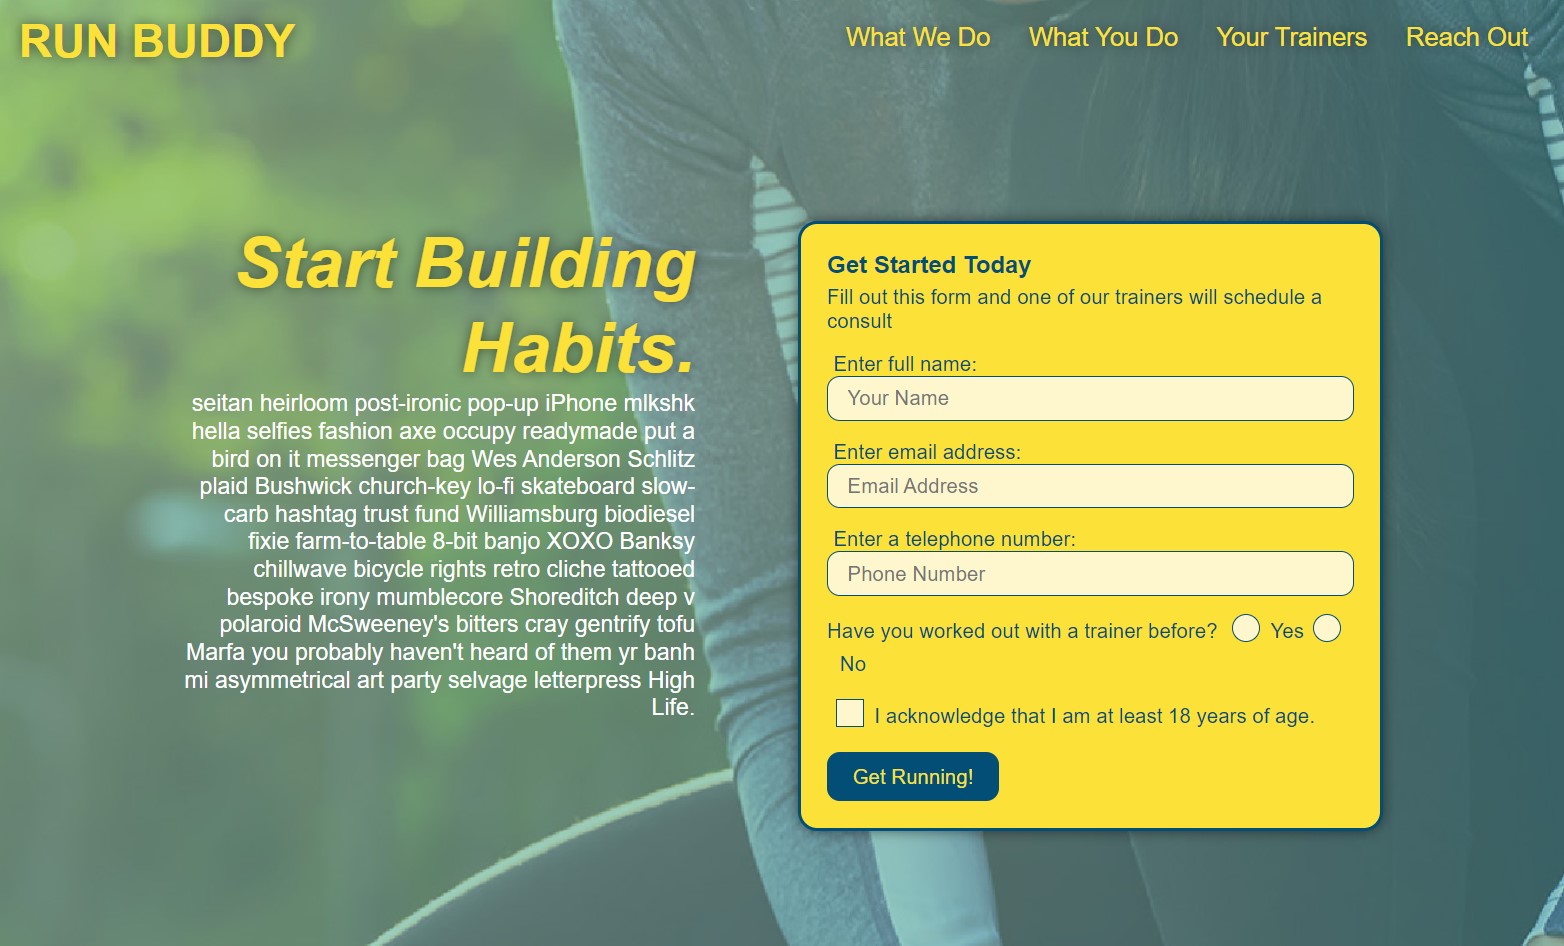 RUN BUDDY
What We Do
What You Do
Your Trainers
Reach Out
Start Building
Habits.
seitan heirloom post-ironic pop-up iPhone mlkshk
hella selfies fashion axe occupy readymade put a
bird on it messenger bag Wes Anderson Schlitz
plaid Bushwick church-key lo-fi skateboard slow-
carb hashtag trust fund Williamsburg biodiesel
fixie farm-to-table 8-bit banjo XOXO Banksy
chillwave bicycle rights retro cliche tattooed
bespoke irony mumblecore Shoreditch deep v
polaroid McSweeney's bitters cray gentrify tofu
Marfa you probably haven't heard of them yr banh
mi asymmetrical art party selvage letterpress High
Life.
Get Started Today
Fill out this form and one of our trainers will schedule a
consult
Enter full name:
Your Name
Enter email address:
Email Address
Enter a telephone number:
Phone Number
Have you worked out with a trainer before? Yes
No
I acknowledge that I am at least 18 years of age.
Get Running!